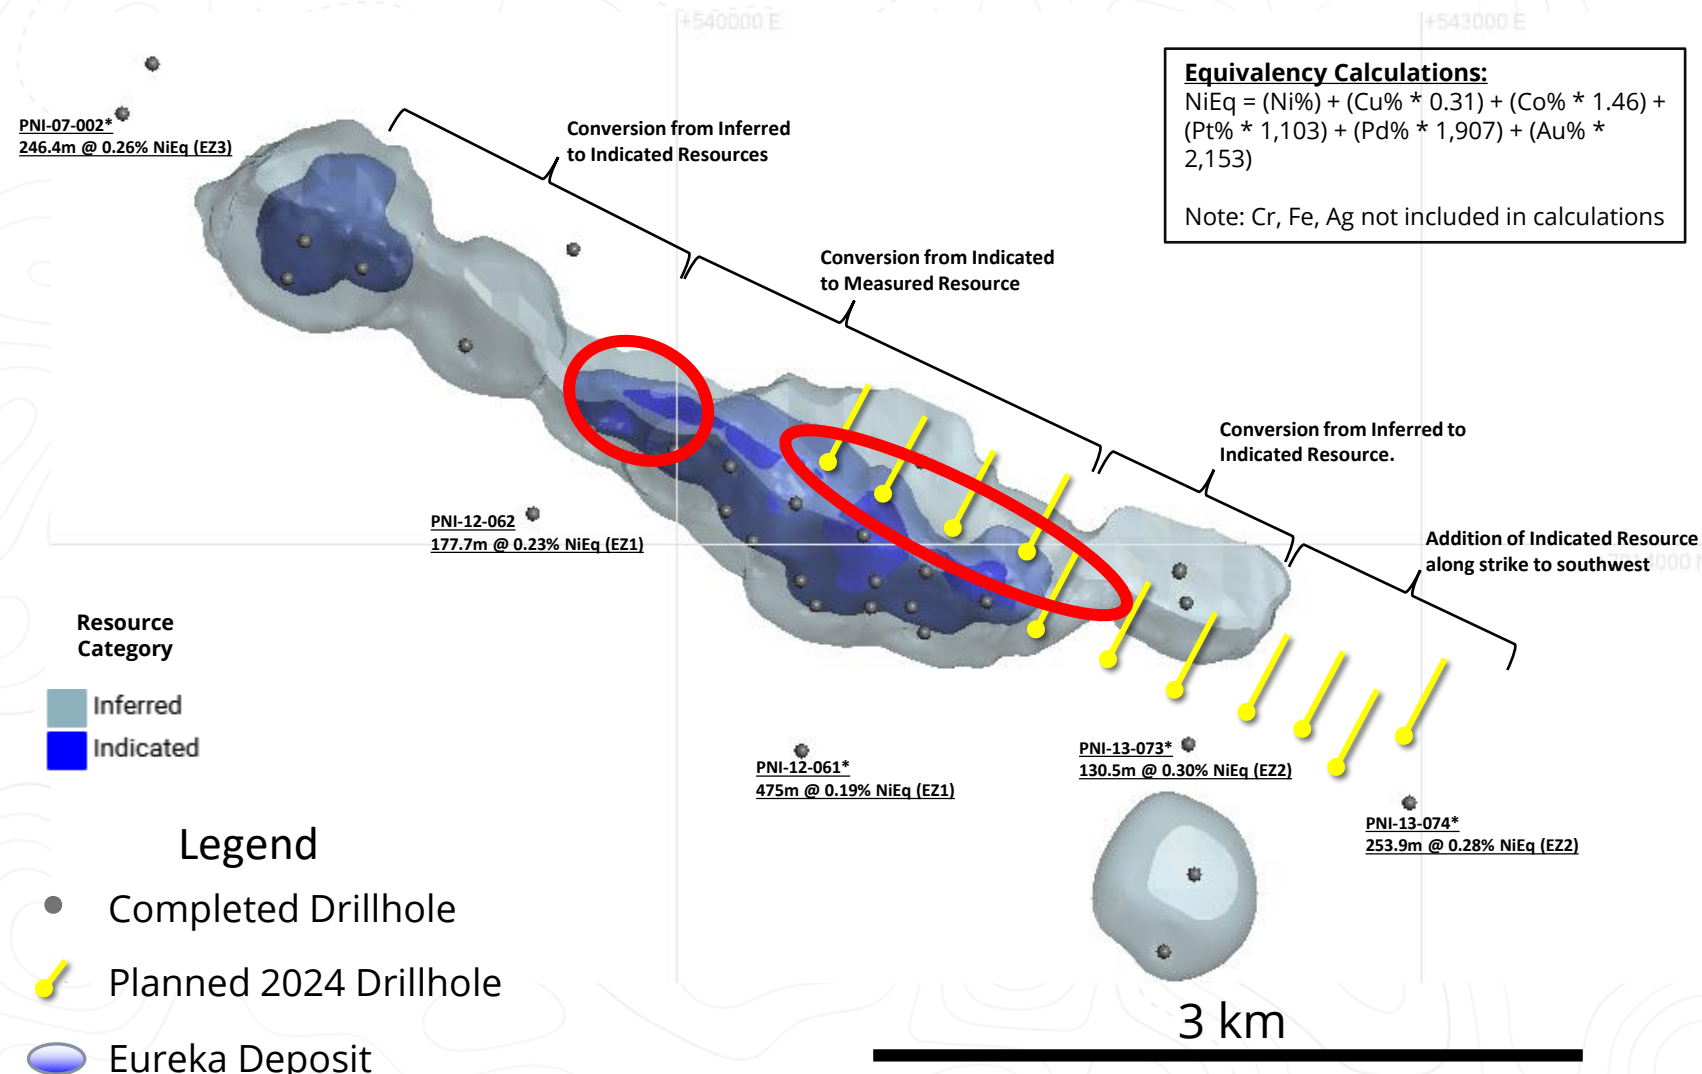 +540000 E
+543000 E
Equivalency Calculations:
NiEq = (Ni%) + (Cu% * 0.31) + (Co% * 1.46) +
(Pt% * 1,103) + (Pd% * 1,907) + (Au% *
2,153)
Note: Cr, Fe, Ag not included in calculations
PNI-07-002*
246.4m @ 0.26% NiEq (EZ3)
Conversion from Inferred
to Indicated Resources
Conversion from Indicated
to Measured Resource
Conversion from Inferred to
Indicated Resource.
Addition of Indicated Resource
along strike to southwest
PNI-12-062
177.7m @ 0.23% NiEq (EZ1)
Resource
Category
Inferred
Indicated
PNI-12-061*
475m @ 0.19% NiEq (EZ1)
PNI-13-073*
130.5m @ 0.30% NiEq (EZ2)
PNI-13-074*
253.9m @ 0.28% NiEq (EZ2)
Legend
Completed Drillhole
Planned 2024 Drillhole
Eureka Deposit
3 km